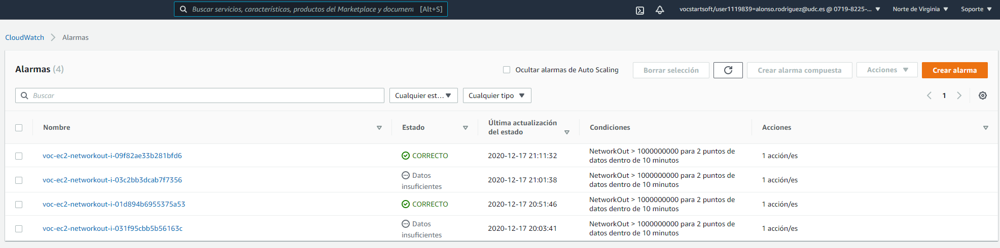 Buscar servicios, características, productos del Marketplace y document [Alt+S]
vocstartsoft/user1119839=alonso.rodriguez@udc.es @ 0719-8225-... Norte de Virginia Soporte
CloudWatch Alarmas
Alarmas (4)
Ocultar alarmas de Auto Scaling
Borrar selección
Crear alarma compuesta
Acciones
Crear alarma
Buscar
Cualquier est...
Cualquier tipo
1
Nombre
Estado
Última actualización
del estado
Condiciones
Acciones
voc-ec2-networkout-i-09f82ae33b281bfd6
CORRECTO
2020-12-17 21:11:32
NetworkOut > 1000000000 para 2 puntos de
datos dentro de 10 minutos
1 acción/es
voc-ec2-networkout-i-03c2bb3dcab7f7356
Datos
insuficientes
2020-12-17 21:01:38
NetworkOut > 1000000000 para 2 puntos de
datos dentro de 10 minutos
1 acción/es
voc-ec2-networkout-i-01d894b6955375a53
CORRECTO
2020-12-17 20:51:46
NetworkOut > 1000000000 para 2 puntos de
datos dentro de 10 minutos
1 acción/es
voc-ec2-networkout-i-031f95cbb5b56163c
Datos
insuficientes
2020-12-17 20:03:41
NetworkOut > 1000000000 para 2 puntos de
datos dentro de 10 minutos
1 acción/es